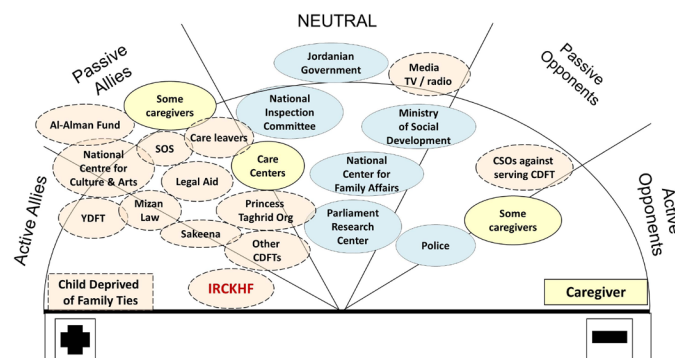 NEUTRAL
Passive
Allies
Passive
Opponents
Active Allies
Active
Opponents
Jordanian
Government
Media
TV / radio
Some
caregivers
National
Inspection
Committee
Ministry
of Social
Development
Al-Alman Fund
SOS
Care leavers
National
Centre for
Culture & Arts
Care
Centers
National
Center for
Family Affairs
CSOs against
serving CDFT
Legal Aid
YDFT
Mizan
Law
Princess
Taghrid Org
Parliament
Research
Center
Some
caregivers
Sakeena
Other
CDFTs
Police
Child Deprived
of Family Ties
IRCKHF
Caregiver